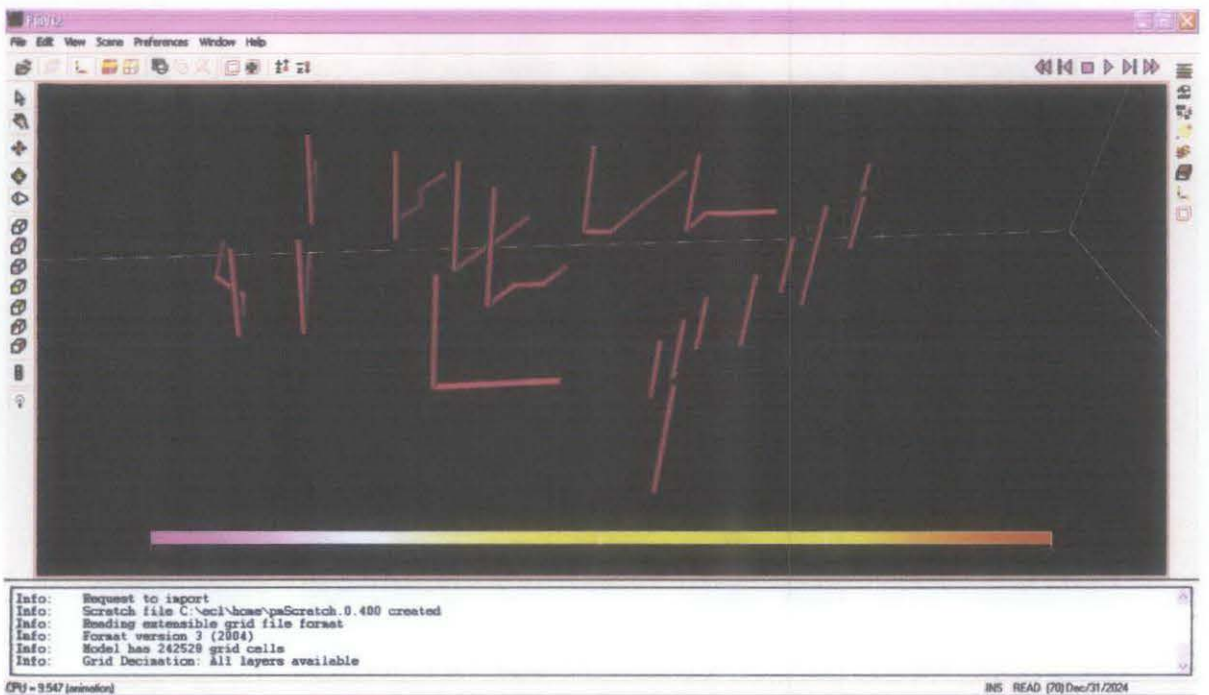 FloViz
File Edit View Scene Preferences Window Help
Info: Request to import
Info: Scratch file C:\ecl\home\pmScratch.0.400 created
Info: Reading extensible grid file format
Info: Format version 3 (2004)
Info: Model has 242528 grid cells
Info: Grid Decimation: All layers available
CPU = 9.547 (animation) INS READ (70) Dec/31/2024